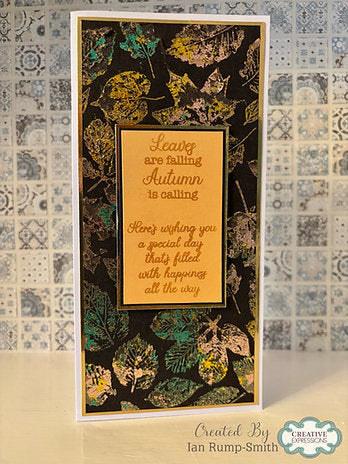 Leaves
are falling
Autumn
is calling
Here's wishing you
a special day
that's filled
with happiness
all the way
Created By
Ian Rump-Smith
CREATIVE
EXPRESSIONS